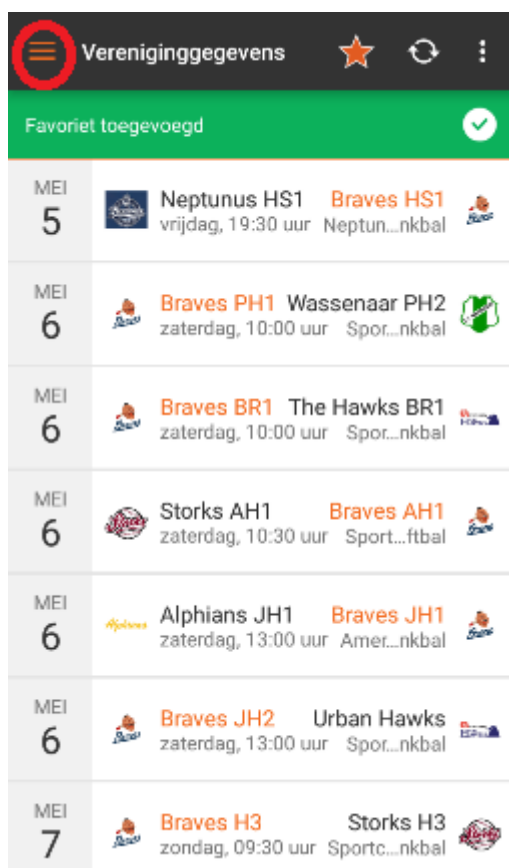 Vereniginggegevens
Favoriet toegevoegd
MEI
5
Neptunus HS1 Braves HS1
vrijdag, 19:30 uur Neptun...nkbal
MEI
6
Braves PH1 Wassenaar PH2
zaterdag, 10:00 uur Spor...nkbal
MEI
6
Braves BR1 The Hawks BR1
zaterdag, 10:00 uur Spor...nkbal
MEI
6
Storks AH1 Braves AH1
zaterdag, 10:30 uur Sport...ftbal
MEI
6
Alphians
Alphians JH1 Braves JH1
zaterdag, 13:00 uur Amer...nkbal
MEI
6
Braves JH2 Urban Hawks
zaterdag, 13:00 uur Spor...nkbal
MEI
7
Braves H3 Storks H3
zondag, 09:30 uur Sportc...nkbal